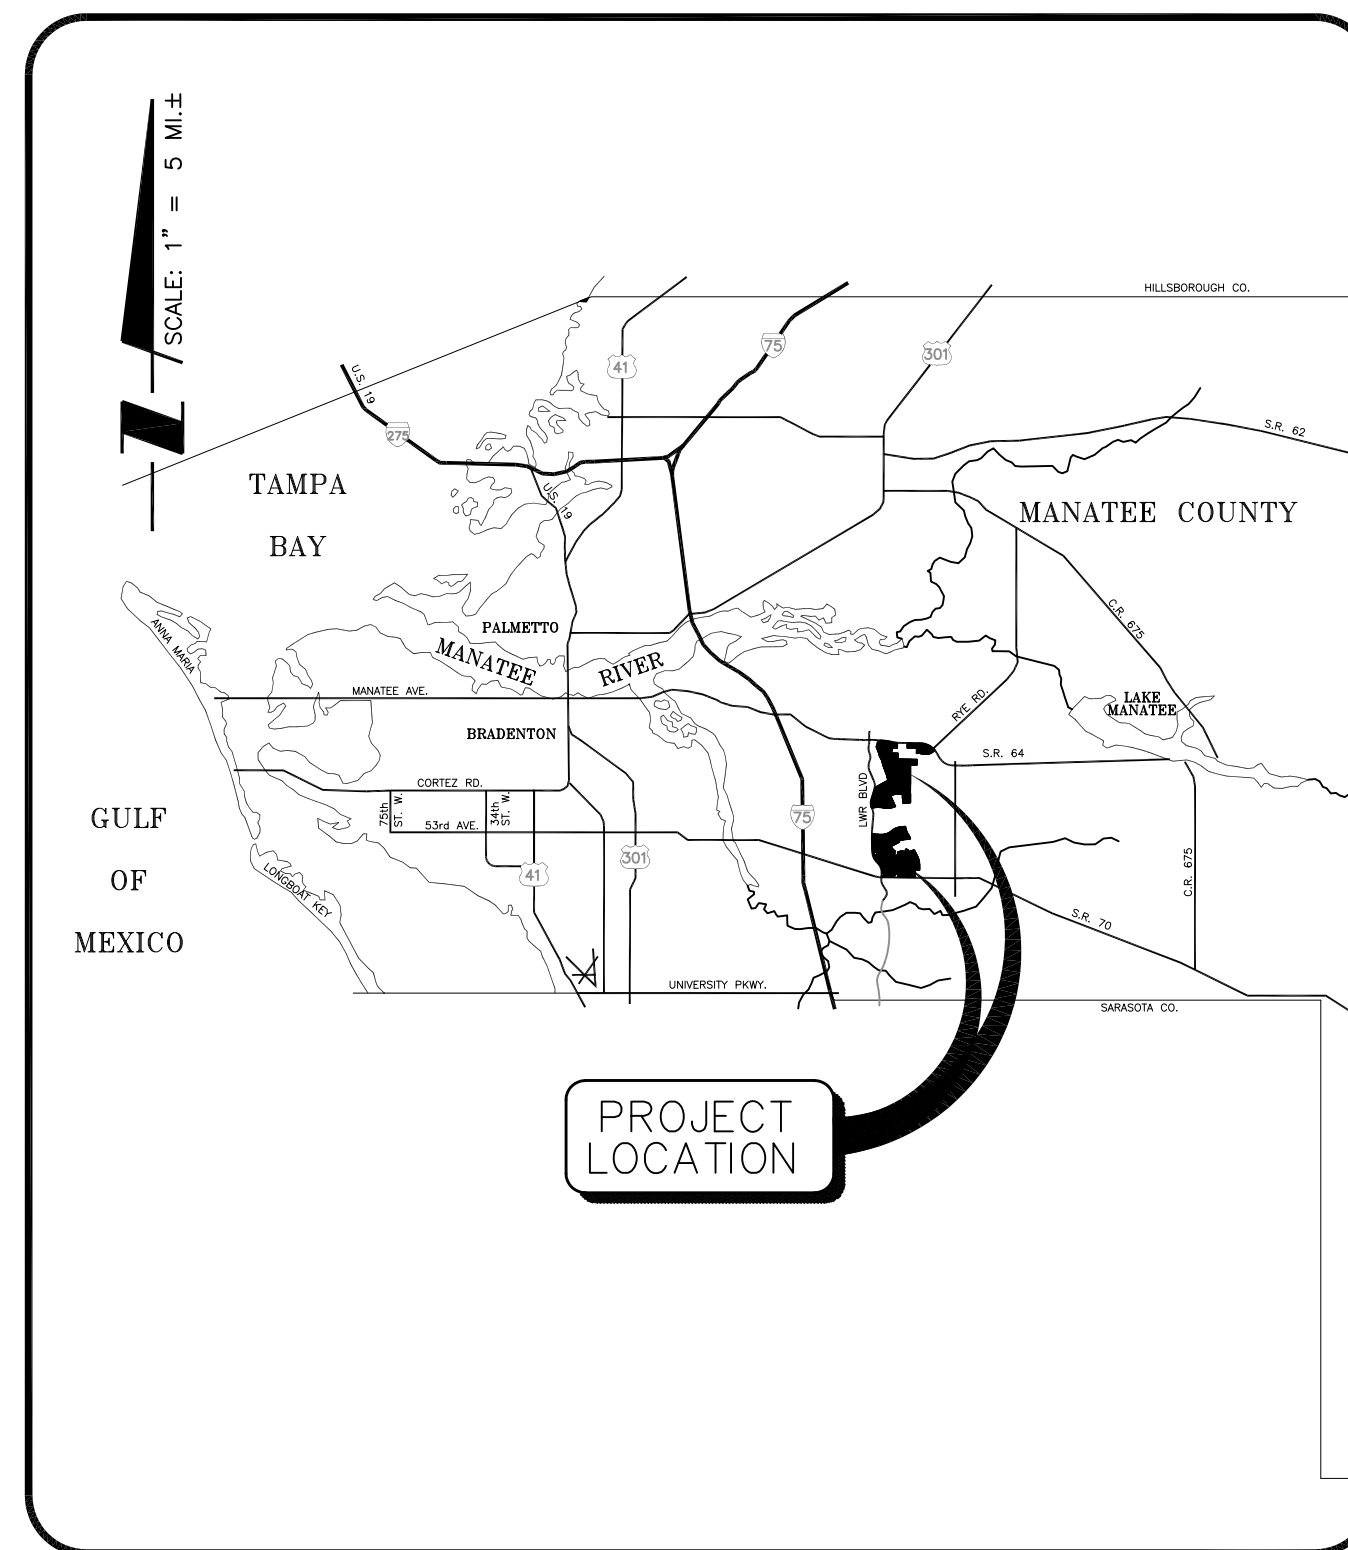 SCALE: 1" = 5 MI.±
N
HILLSBOROUGH CO.
75
301
41
U.S. 19
275
S.R. 62
TAMPA
BAY
U.S. 19
MANATEE COUNTY
C.R. 675
ANNA MARIA
PALMETTO
MANATEE
RIVER
MANATEE AVE.
RYE RD.
LAKE
MANATEE
BRADENTON
S.R. 64
CORTEZ RD.
75th
ST. W.
34th
ST. W.
53rd AVE.
LWR BLVD
75
GULF
OF
MEXICO
301
41
LONGBOAT KEY
C.R. 675
S.R. 70
UNIVERSITY PKWY.
SARASOTA CO.
PROJECT
LOCATION